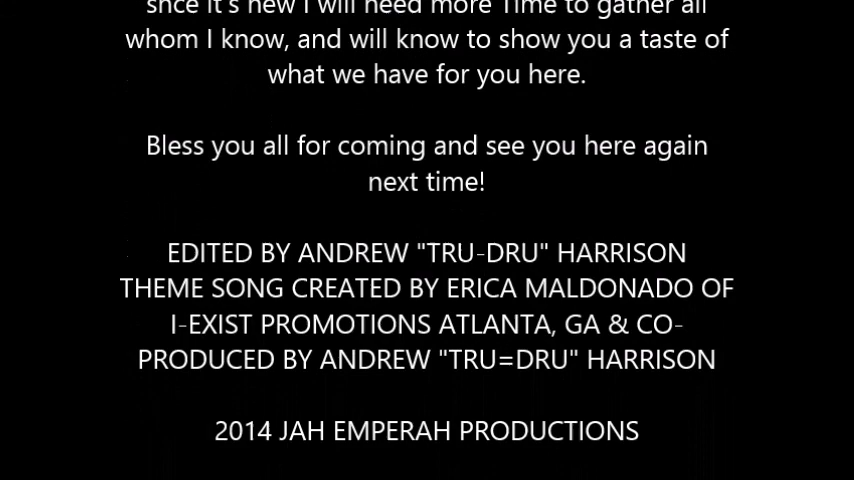 snce it's new I will need more Time to gather all
whom I know, and will know to show you a taste of
what we have for you here.
Bless you all for coming and see you here again
next time!
EDITED BY ANDREW "TRU-DRU" HARRISON
THEME SONG CREATED BY ERICA MALDONADO OF
I-EXIST PROMOTIONS ATLANTA, GA & CO-
PRODUCED BY ANDREW "TRU=DRU" HARRISON
2014 JAH EMPERAH PRODUCTIONS